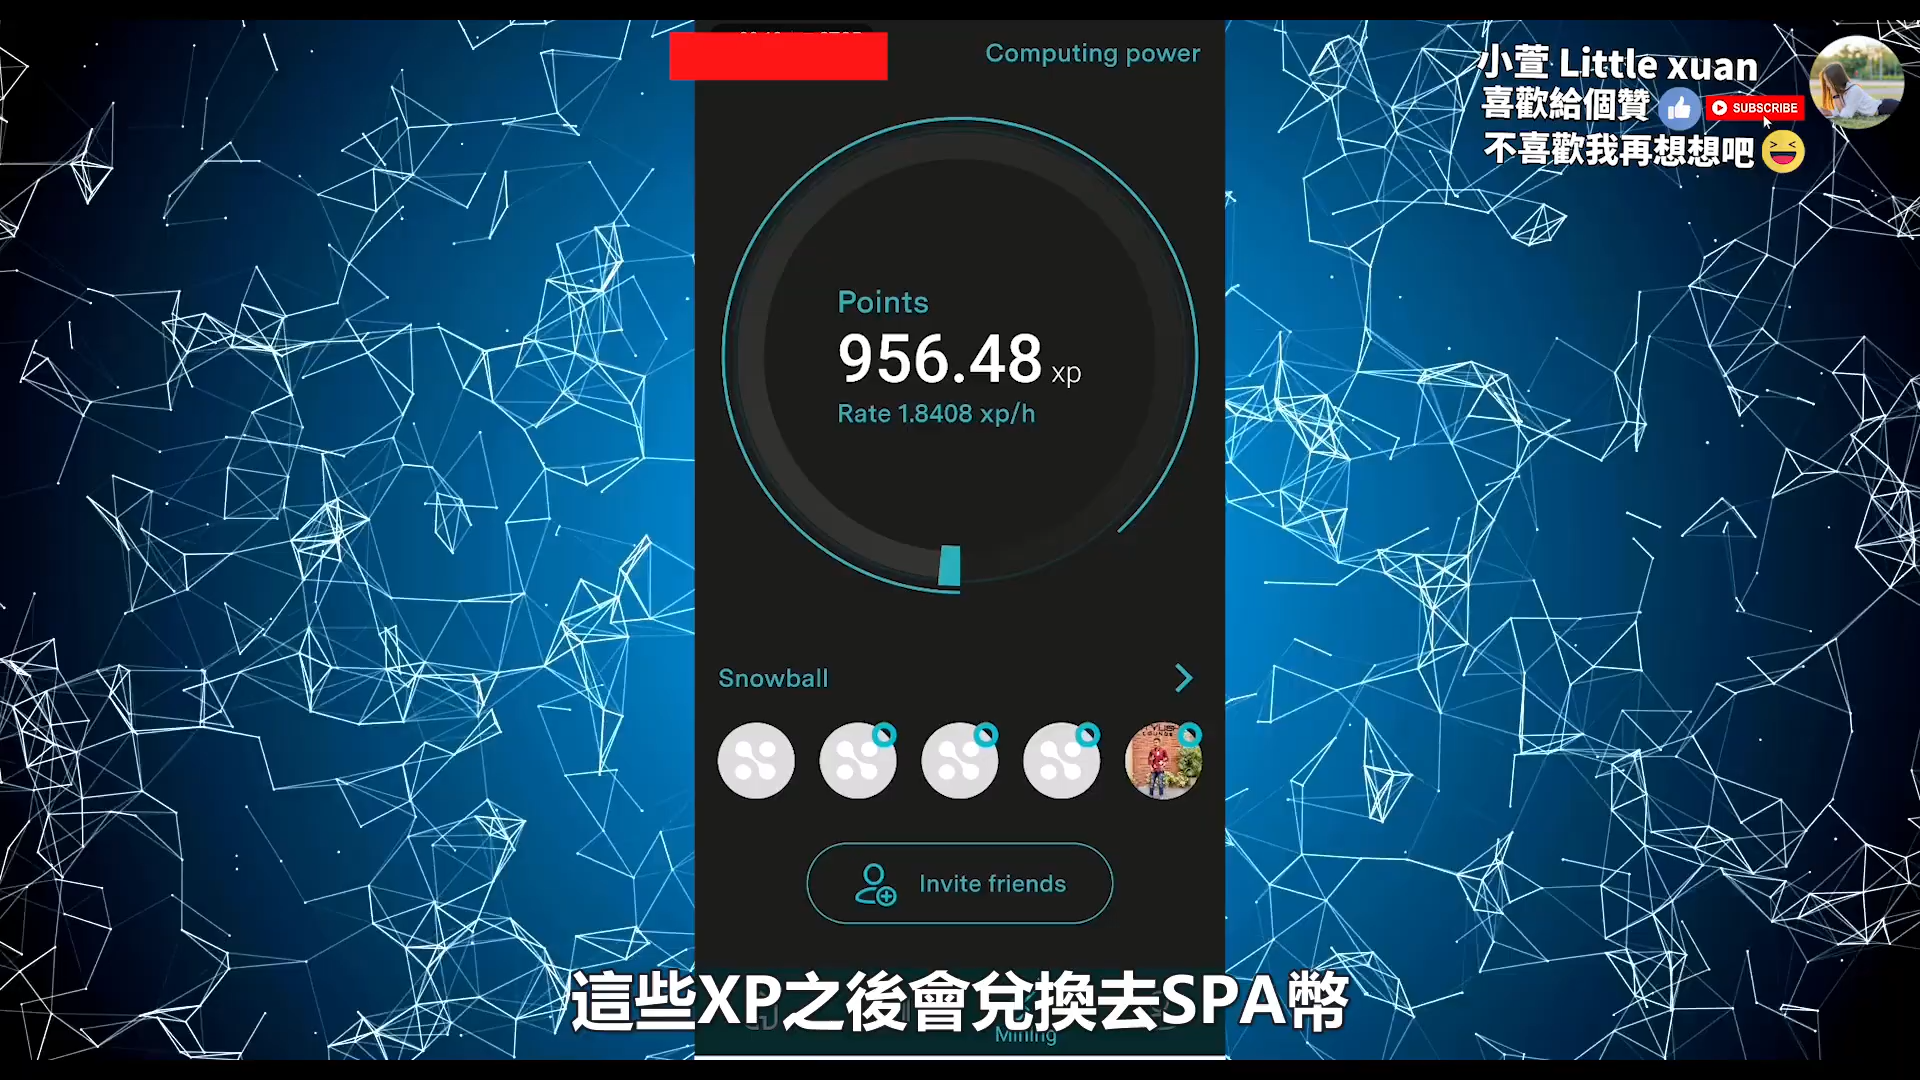 Computing power
小萱 Little xuan
喜歡給個贊
SUBSCRIBE
不喜歡我再想想吧
Points
956.48 xp
Rate 1.8408 xp/h
Snowball
Invite friends
這些XP之後會兌換去SPA幣
Mining